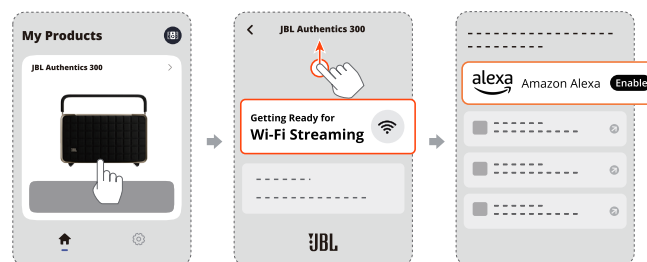 My Products
JBL Authentics 300
JBL Authentics 300
Getting Ready for
Wi-Fi Streaming
JBL
alexa
Amazon Alexa
Enable